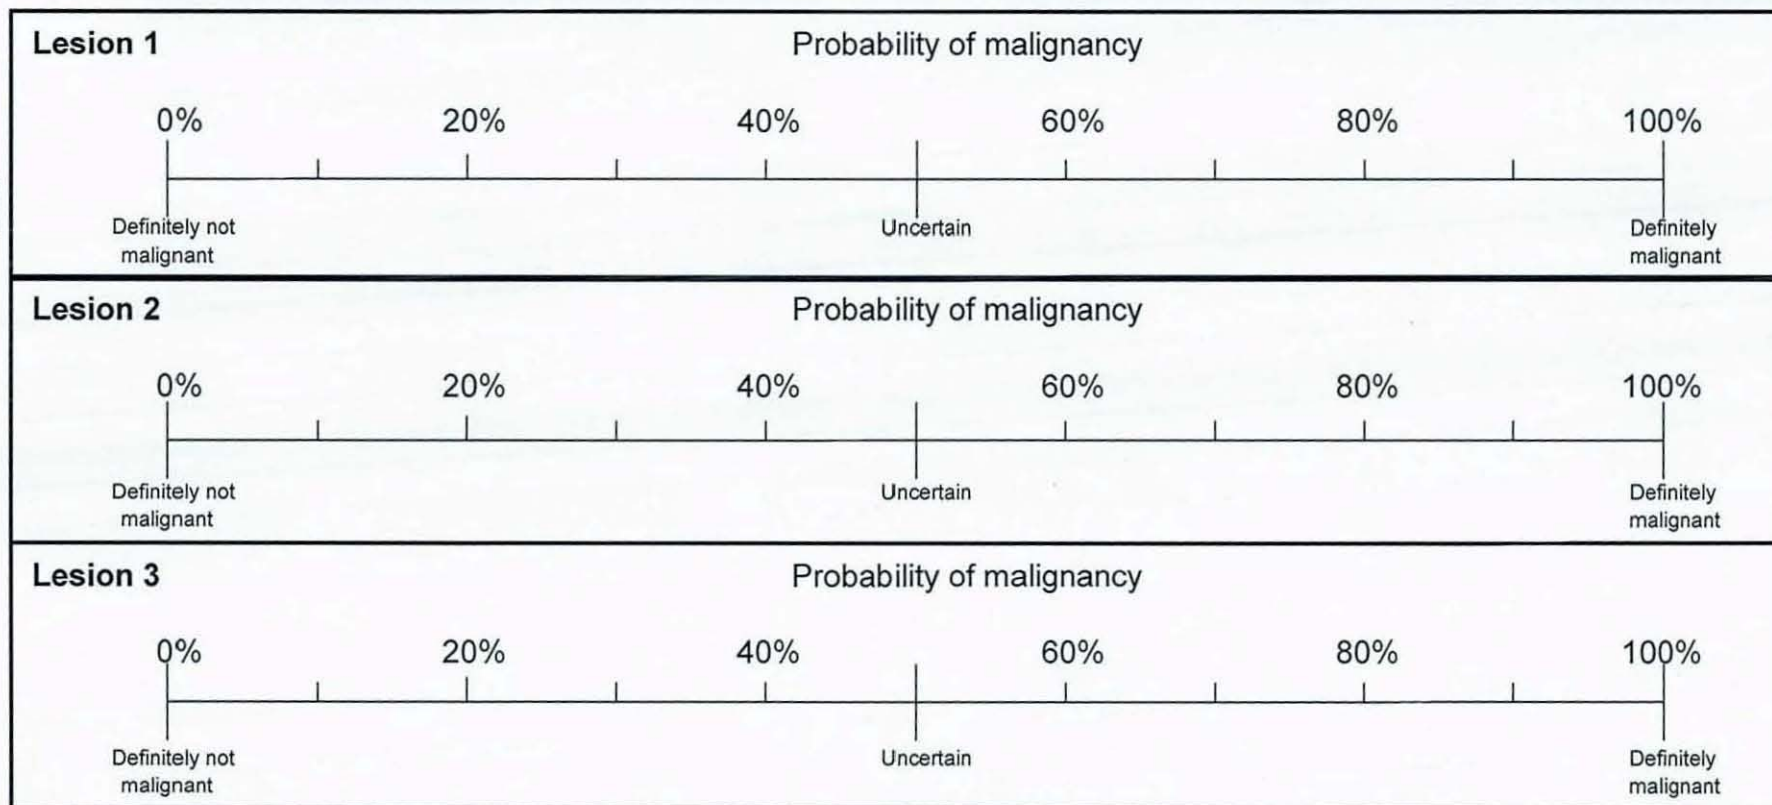 Lesion 1 Probability of malignancy
0% 20% 40% 60% 80% 100%
Definitely not Uncertain Definitely
malignant malignant
Lesion 2 Probability of malignancy
0% 20% 40% 60% 80% 100%
Definitely not Uncertain Definitely
malignant malignant
Lesion 3 Probability of malignancy
0% 20% 40% 60% 80% 100%
Definitely not Uncertain Definitely
malignant malignant